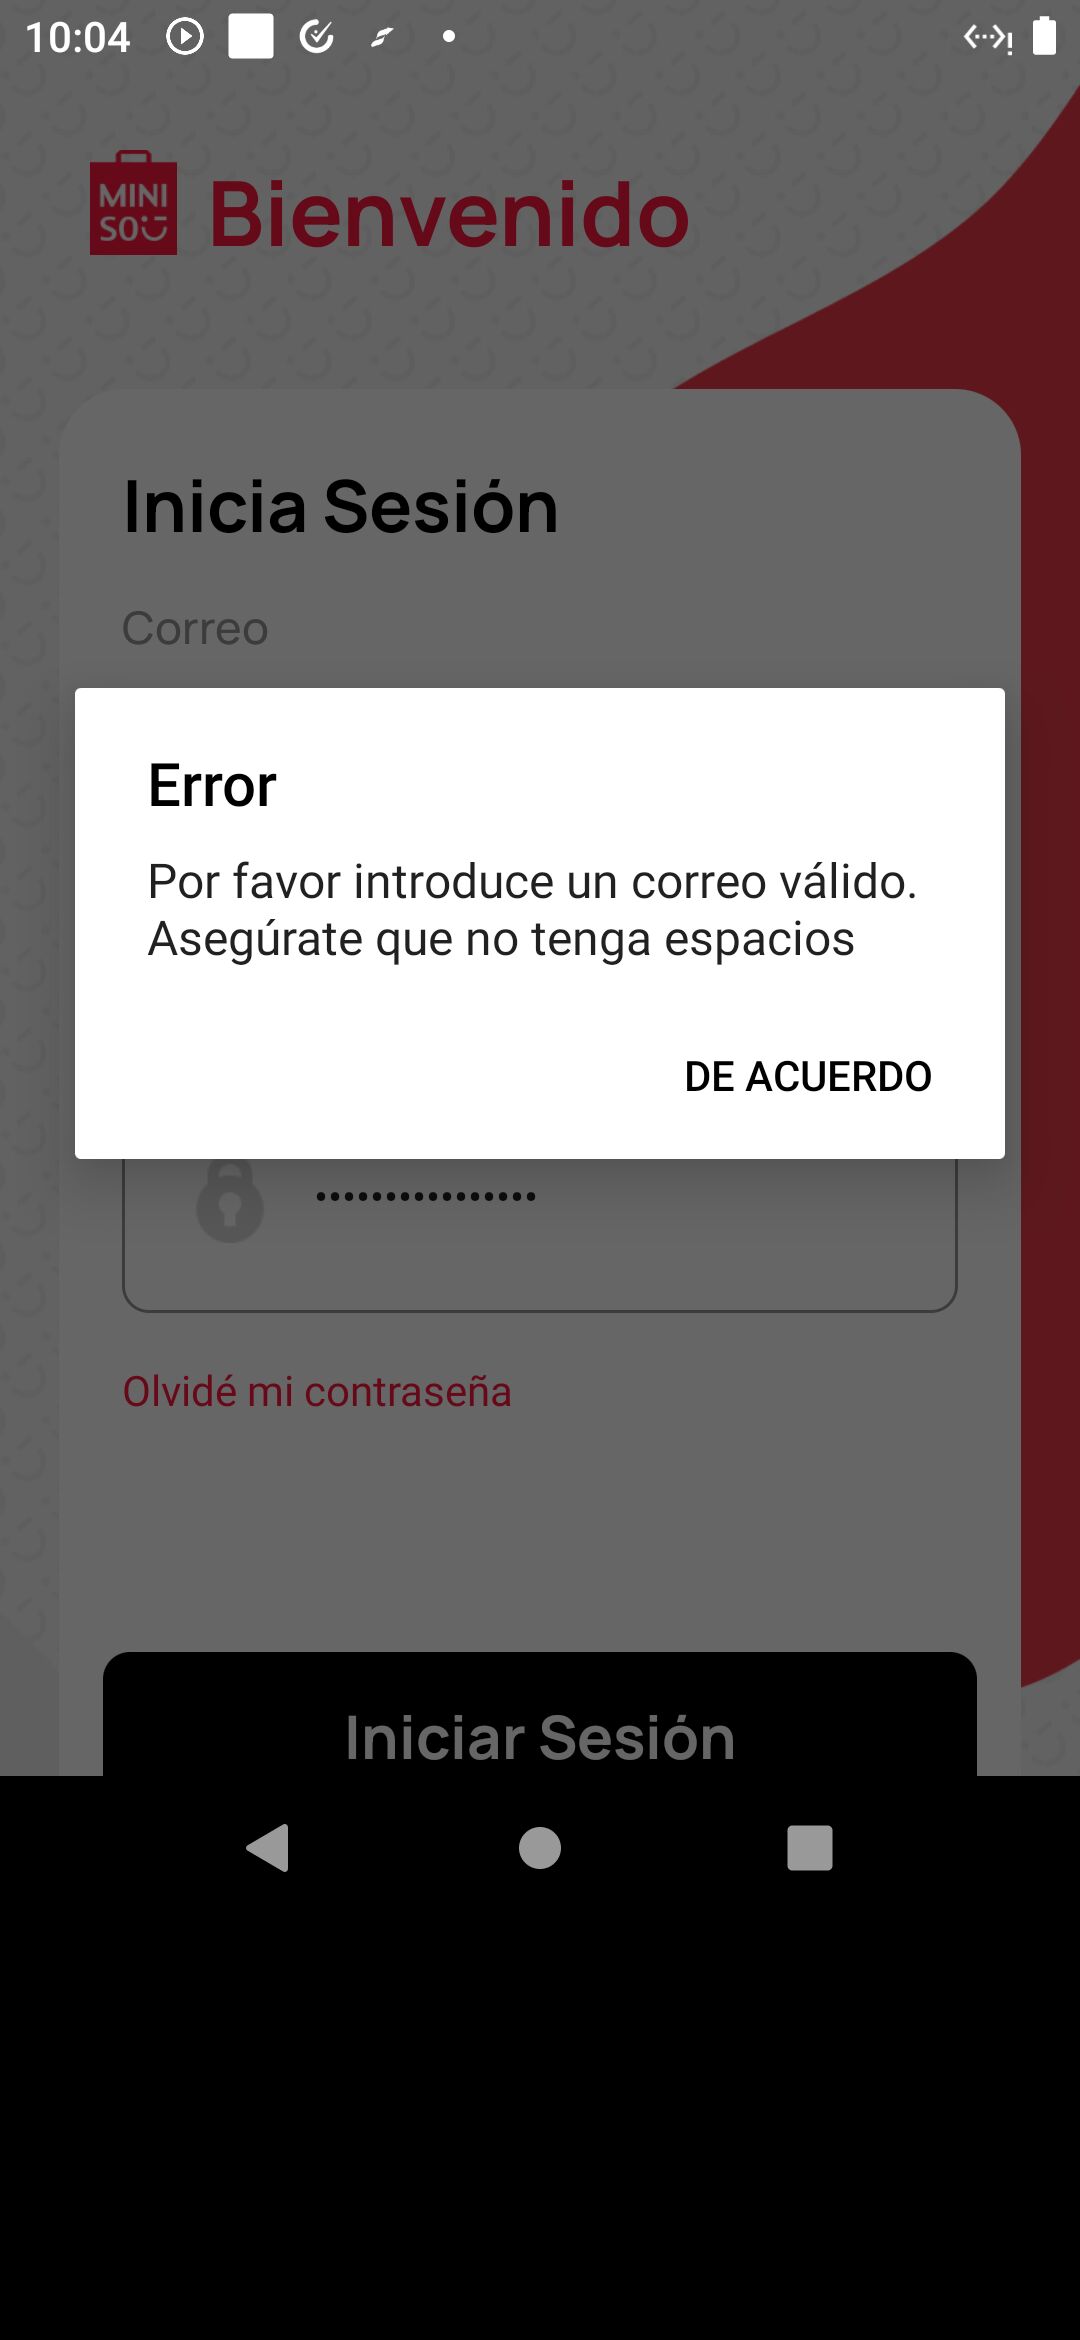 10:04
MINI
SO
Bienvenido
Inicia Sesión
Correo
Error
Por favor introduce un correo válido.
Asegúrate que no tenga espacios
DE ACUERDO
••••••••••••••••
Olvidé mi contraseña
Iniciar Sesión